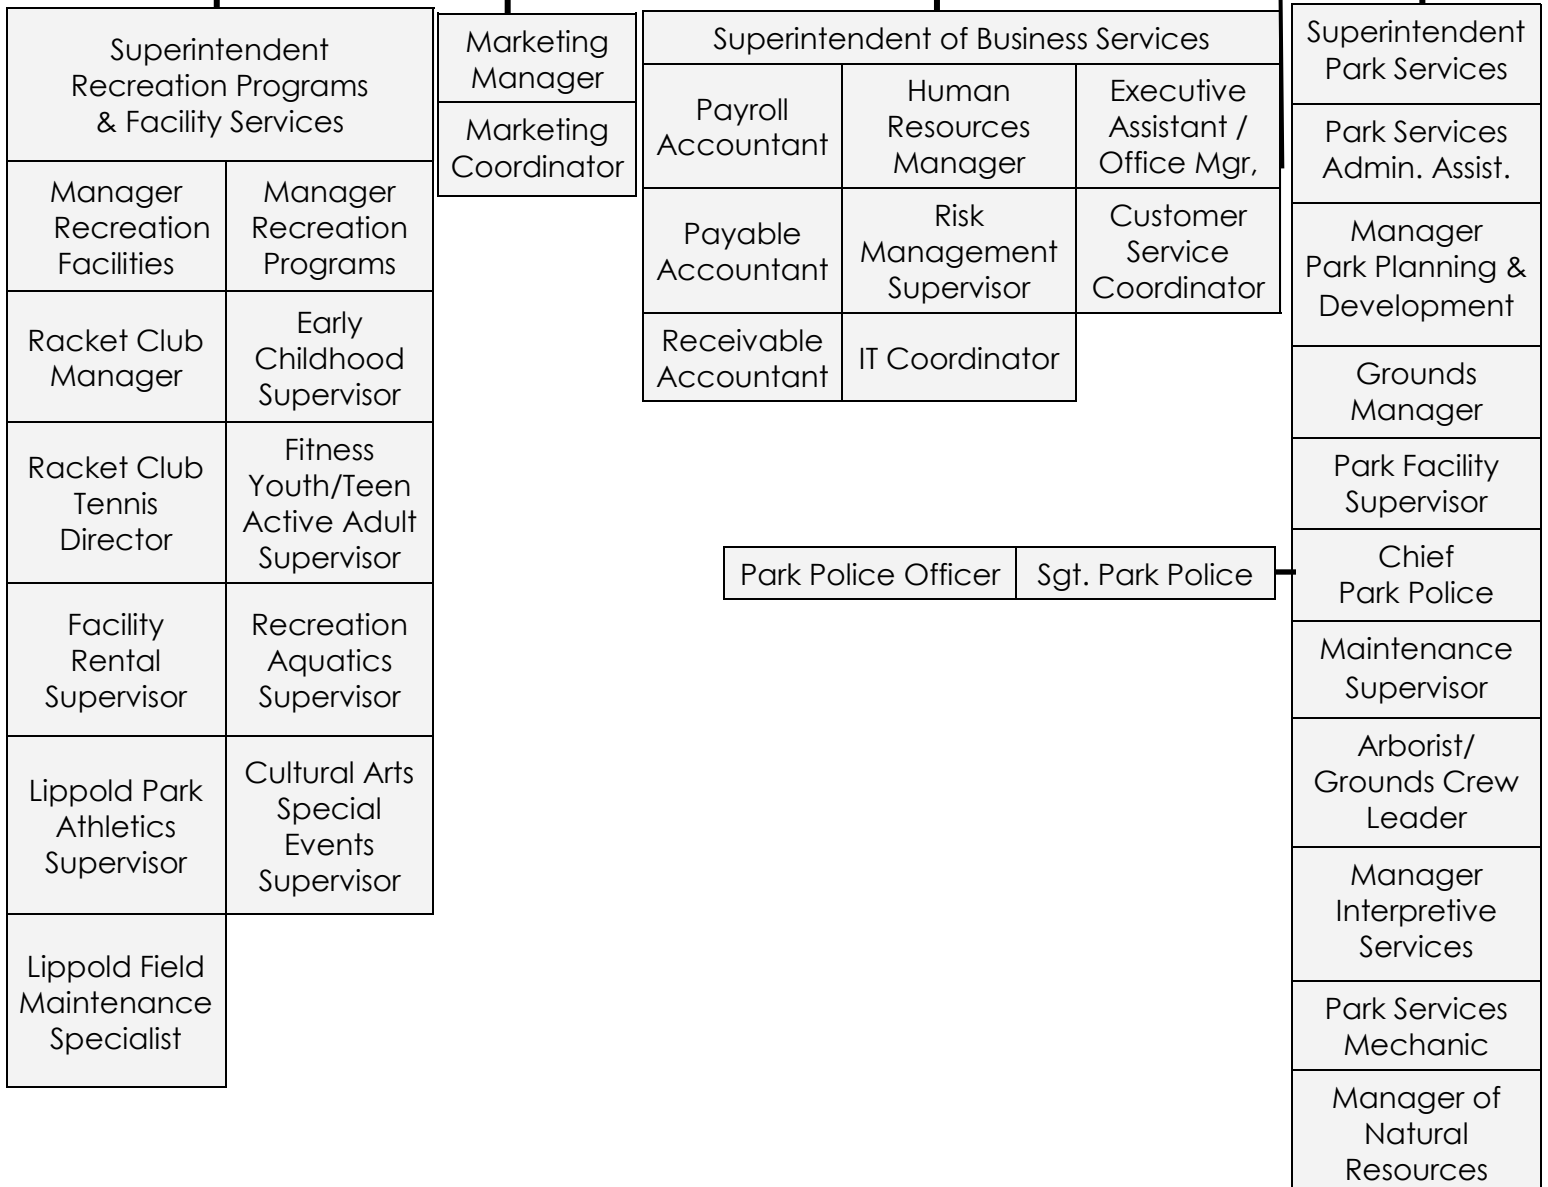 Superintendent
Recreation Programs
& Facility Services
Manager
Recreation
Facilities
Manager
Recreation
Programs
Racket Club
Manager
Early
Childhood
Supervisor
Racket Club
Tennis
Director
Fitness
Youth/Teen
Active Adult
Supervisor
Facility
Rental
Supervisor
Recreation
Aquatics
Supervisor
Lippold Park
Athletics
Supervisor
Cultural Arts
Special
Events
Supervisor
Lippold Field
Maintenance
Specialist
Marketing
Manager
Marketing
Coordinator
Superintendent of Business Services
Payroll
Accountant
Human
Resources
Manager
Executive
Assistant /
Office Mgr,
Payable
Accountant
Risk
Management
Supervisor
Customer
Service
Coordinator
Receivable
Accountant
IT Coordinator
Park Police Officer
Sgt. Park Police
Superintendent
Park Services
Park Services
Admin. Assist.
Manager
Park Planning &
Development
Grounds
Manager
Park Facility
Supervisor
Chief
Park Police
Maintenance
Supervisor
Arborist/
Grounds Crew
Leader
Manager
Interpretive
Services
Park Services
Mechanic
Manager of
Natural
Resources